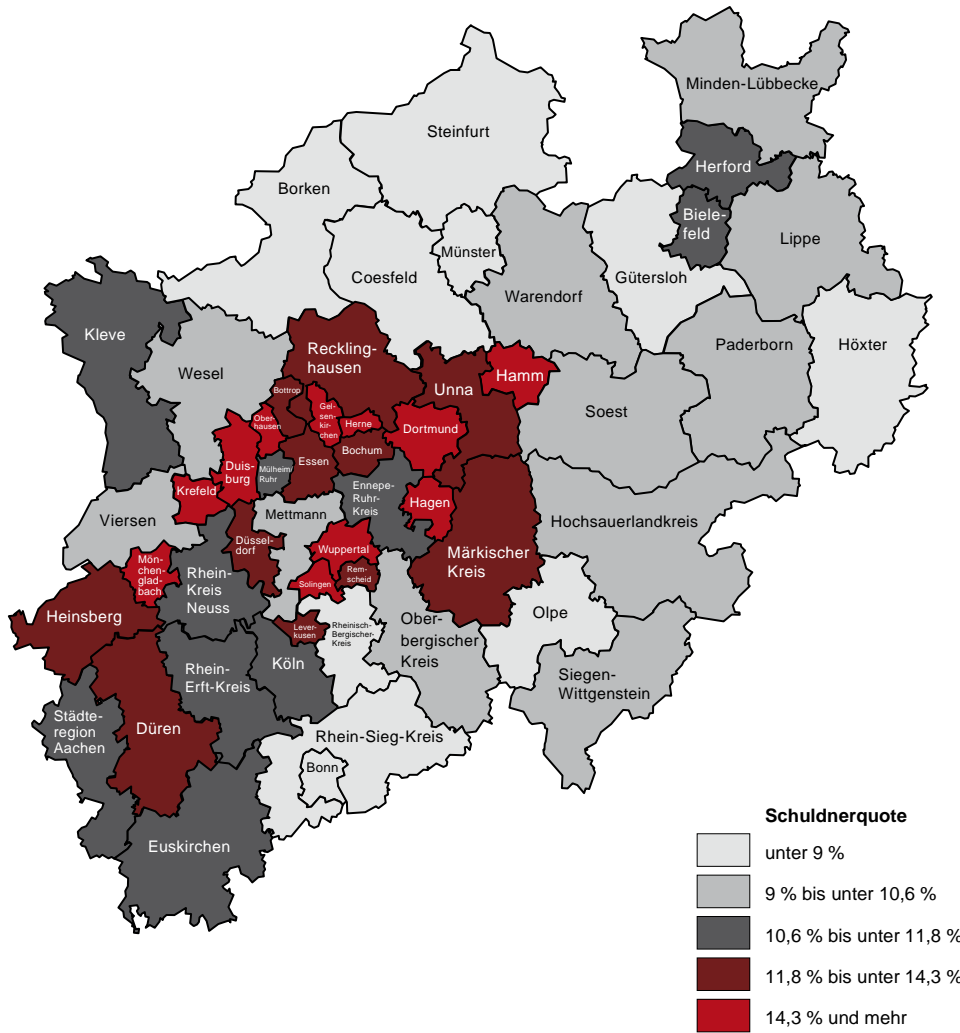 Minden-Lübbecke
Steinfurt
Herford
Borken
Biele-
feld
Lippe
Münster
Coesfeld
Gütersloh
Warendorf
Kleve
Paderborn
Höxter
Reckling-
hausen
Wesel
Hamm
Unna
Bottrop
Soest
Gel-
sen-
kir-
chen
Ober-
hausen
Herne
Dortmund
Bochum
Essen
Duis-
burg
Mülheim/
Ruhr
Ennepe-
Ruhr-
Kreis
Krefeld
Hagen
Mettmann
Viersen
Hochsauerlandkreis
Düssel-
dorf
Wuppertal
Märkischer
Kreis
Mön-
chen-
glad-
bach
Rem-
scheid
Rhein-
Kreis
Neuss
Solingen
Heinsberg
Olpe
Lever-
kusen
Rheinisch-
Bergischer-
Kreis
Ober-
bergischer
Kreis
Köln
Rhein-
Erft-Kreis
Siegen-
Wittgenstein
Städte-
region
Aachen
Düren
Rhein-Sieg-Kreis
Bonn
Euskirchen
Schuldnerquote
unter 9 %
9 % bis unter 10,6 %
10,6 % bis unter 11,8 %
11,8 % bis unter 14,3 %
14,3 % und mehr